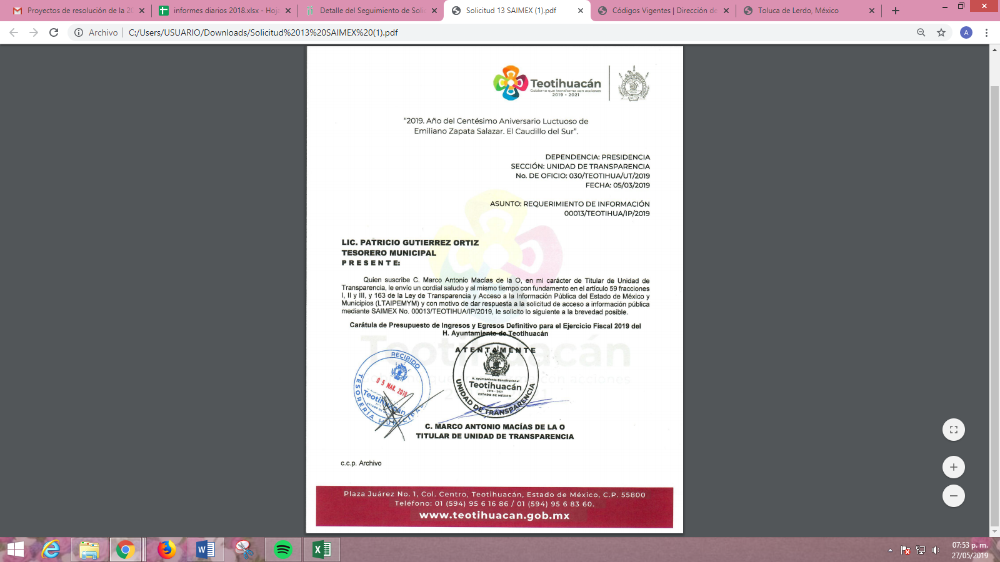 Proyectos de resolución de la 20
informes diarios 2018.xlsx - Hoja
Detalle del Seguimiento de Solic
Solicitud 13 SAIMEX (1).pdf
Códigos Vigentes | Dirección de
Toluca de Lerdo, México
Archivo
C:/Users/USUARIO/Downloads/Solicitud%2013%20SAIMEX%20(1).pdf
A
Teotihuacán
Gobierno que transforma con acciones
2019 - 2021
“2019. Año del Centésimo Aniversario Luctuoso de
Emiliano Zapata Salazar. El Caudillo del Sur”.
DEPENDENCIA: PRESIDENCIA
SECCIÓN: UNIDAD DE TRANSPARENCIA
No. DE OFICIO: 030/TEOTIHUA/UT/2019
FECHA: 05/03/2019
ASUNTO: REQUERIMIENTO DE INFORMACIÓN
00013/TEOTIHUA/IP/2019
LIC. PATRICIO GUTIERREZ ORTIZ
TESORERO MUNICIPAL
P R E S E N T E:
Quien suscribe C. Marco Antonio Macías de la O, en mi carácter de Titular de Unidad de
Transparencia, le envío un cordial saludo y al mismo tiempo con fundamento en el artículo 59 fracciones
I, II y III, y 163 de la Ley de Transparencia y Acceso a la Información Pública del Estado de México y
Municipios (LTAIPEMYM) y con motivo de dar respuesta a la solicitud de acceso a información pública
mediante SAIMEX No. 00013/TEOTIHUA/IP/2019, le solicito lo siguiente a la brevedad posible.
Carátula de Presupuesto de Ingresos y Egresos Definitivo para el Ejercicio Fiscal 2019 del
H. Ayuntamiento de Teotihuacán
A T E N T A M E N T E
RECIBIDO
05 MAR. 2019
Teotihuacán
TESORERÍA MUNICIPAL
H. Ayuntamiento Constitucional
Teotihuacán
2019 - 2021
ESTADO DE MÉXICO
UNIDAD DE TRANSPARENCIA
C. MARCO ANTONIO MACÍAS DE LA O
TITULAR DE UNIDAD DE TRANSPARENCIA
c.c.p. Archivo
Plaza Juárez No. 1, Col. Centro, Teotihuacán, Estado de México, C.P. 55800
Teléfono: 01 (594) 95 6 16 86 / 01 (594) 95 6 83 60.
www.teotihuacan.gob.mx
07:53 p. m.
27/05/2019